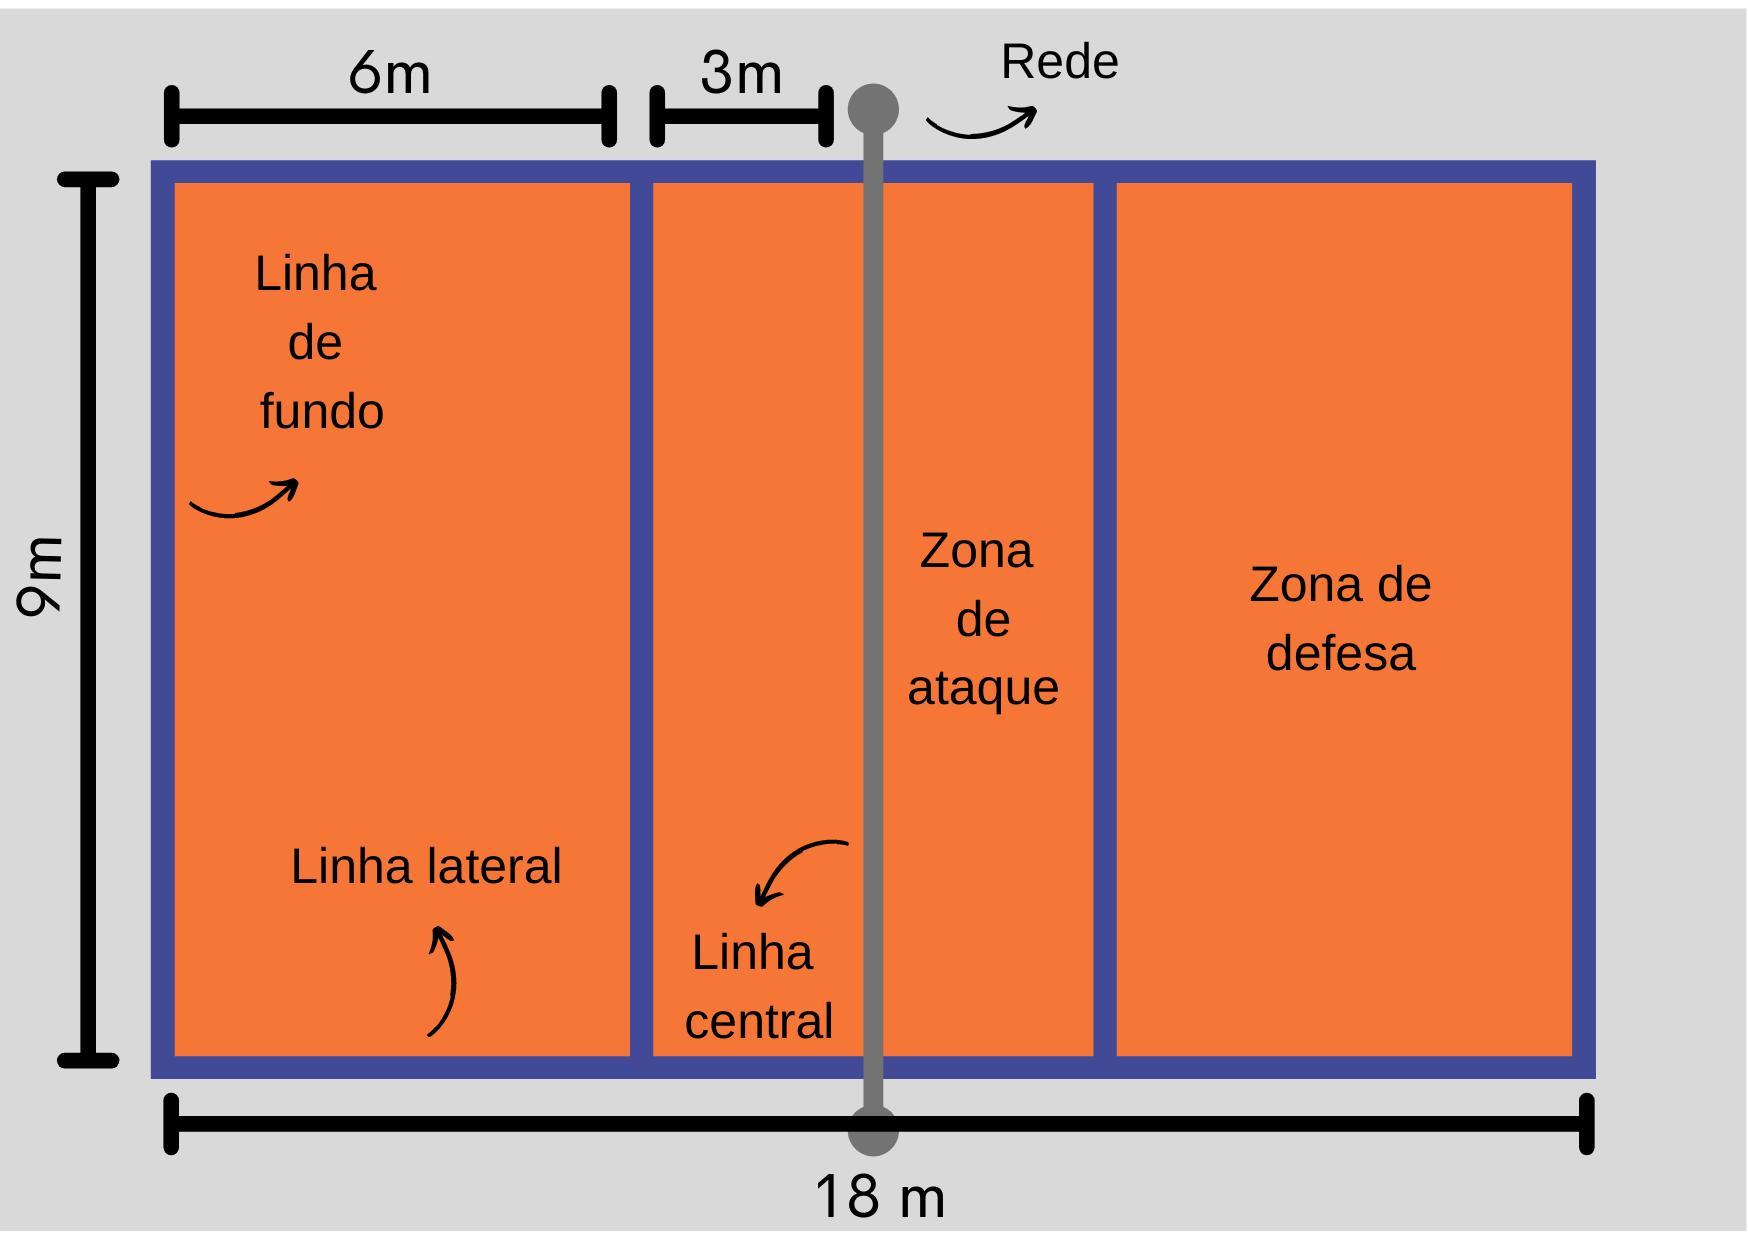 Rede
6m
3m
Linha
de
fundo
9m
Zona
de
ataque
Zona de
defesa
Linha lateral
Linha
central
18 m